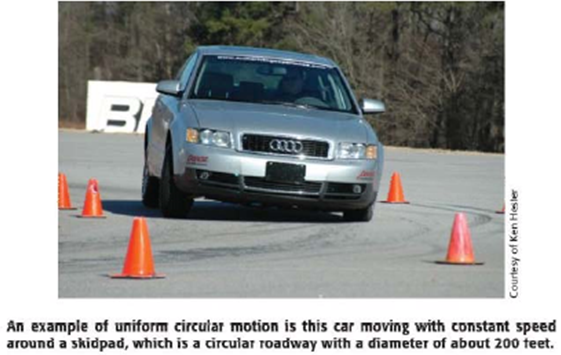 Courtesy of Ken Hesler
An example of uniform circular motion is this car moving with constant speed
around a skidpad, which is a circular roadway with a diameter of about 200 feet.